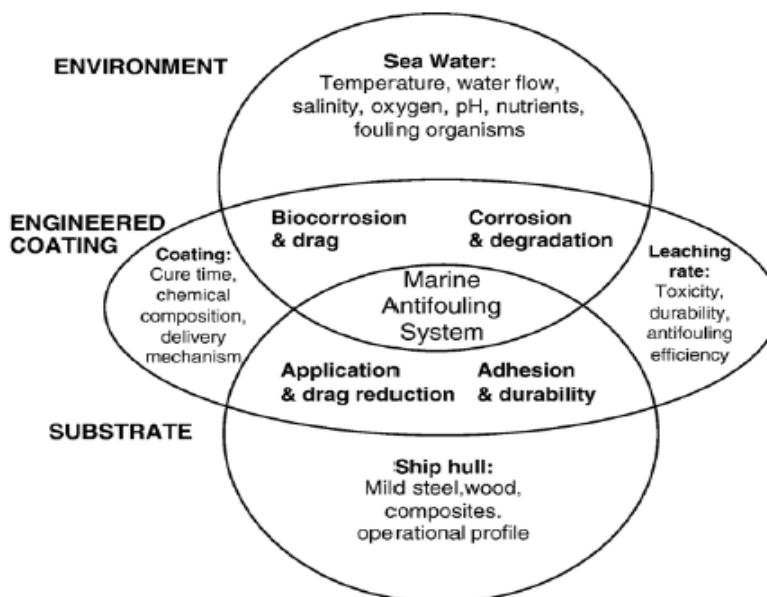 ENVIRONMENT
Sea Water:
Temperature, water flow,
salinity, oxygen, pH, nutrients,
fouling organisms
ENGINEERED
COATING
Biocorrosion
& drag
Corrosion
& degradation
Coating:
Cure time,
chemical
composition,
delivery
mechanism
Leaching
rate:
Toxicity,
durability,
antifouling
efficiency
Marine
Antifouling
System
Application
& drag reduction
Adhesion
& durability
SUBSTRATE
Ship hull:
Mild steel,wood,
composites.
operational profile